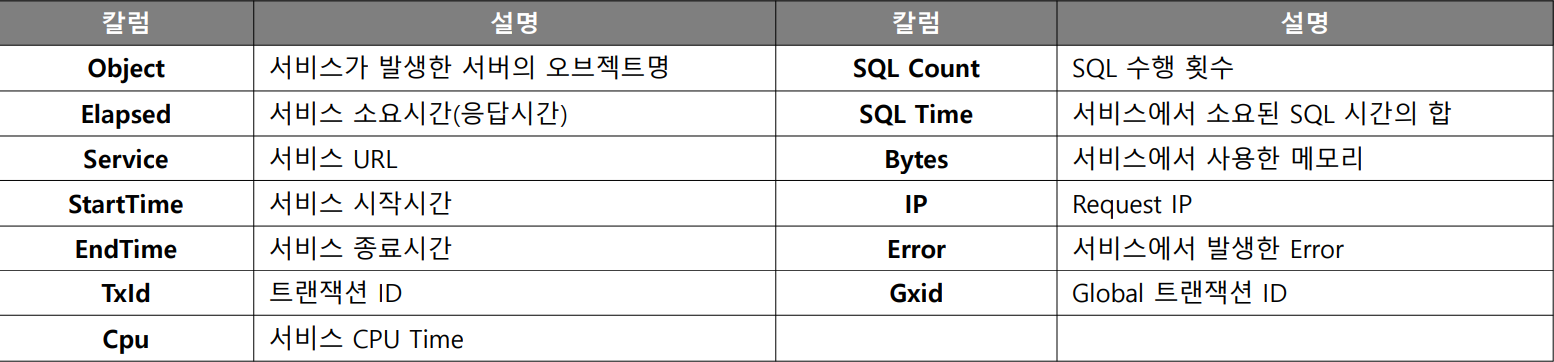 칼럼 설명 칼럼 설명
Object 서비스가 발생한 서버의 오브젝트명 SQL Count SQL 수행 횟수
Elapsed 서비스 소요시간(응답시간) SQL Time 서비스에서 소요된 SQL 시간의 합
Service 서비스 URL Bytes 서비스에서 사용한 메모리
StartTime 서비스 시작시간 IP Request IP
EndTime 서비스 종료시간 Error 서비스에서 발생한 Error
TxId 트랜잭션 ID Gxid Global 트랜잭션 ID
Cpu 서비스 CPU Time